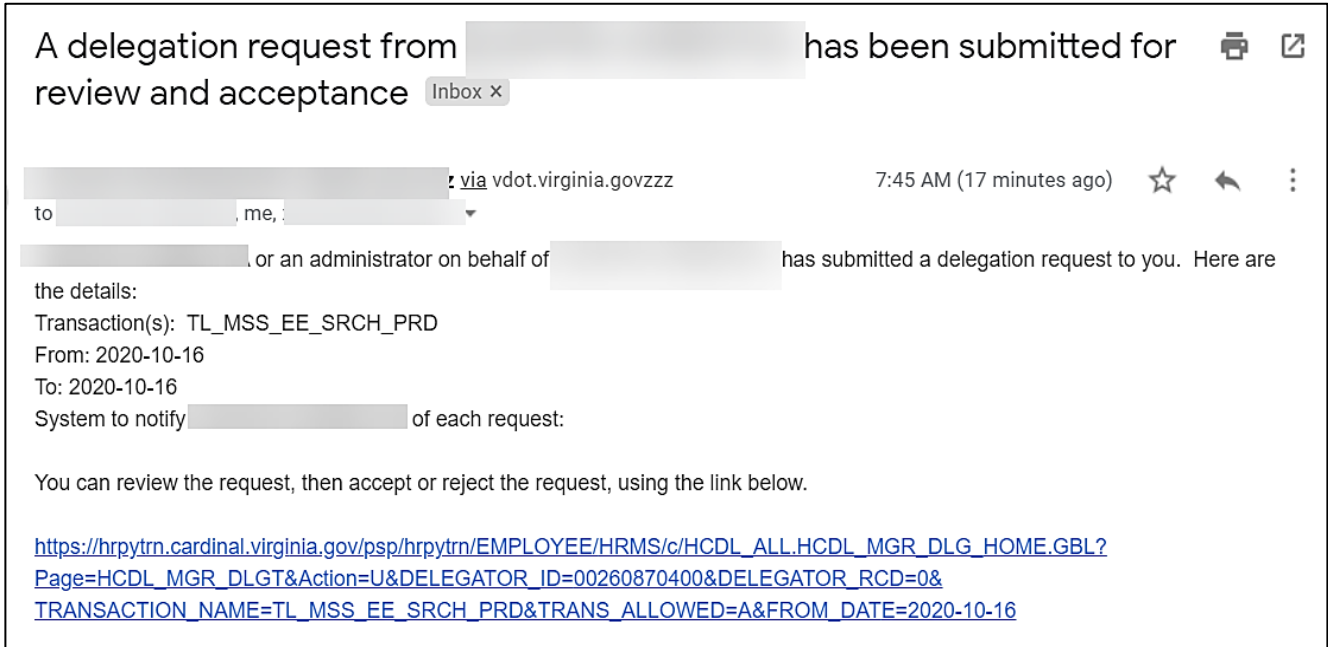 A delegation request from has been submitted for
review and acceptance Inbox ×
via vdot.virginia.govzzz 7:45 AM (17 minutes ago)
to , me,
or an administrator on behalf of has submitted a delegation request to you. Here are
the details:
Transaction(s): TL_MSS_EE_SRCH_PRD
From: 2020-10-16
To: 2020-10-16
System to notify of each request:
You can review the request, then accept or reject the request, using the link below.
https://hrpytrn.cardinal.virginia.gov/psp/hrpytrn/EMPLOYEE/HRMS/c/HCDL_ALL.HCDL_MGR_DLG_HOME.GBL?
Page=HCDL_MGR_DLGT&Action=U&DELEGATOR_ID=00260870400&DELEGATOR_RCD=0&
TRANSACTION_NAME=TL_MSS_EE_SRCH_PRD&TRANS_ALLOWED=A&FROM_DATE=2020-10-16